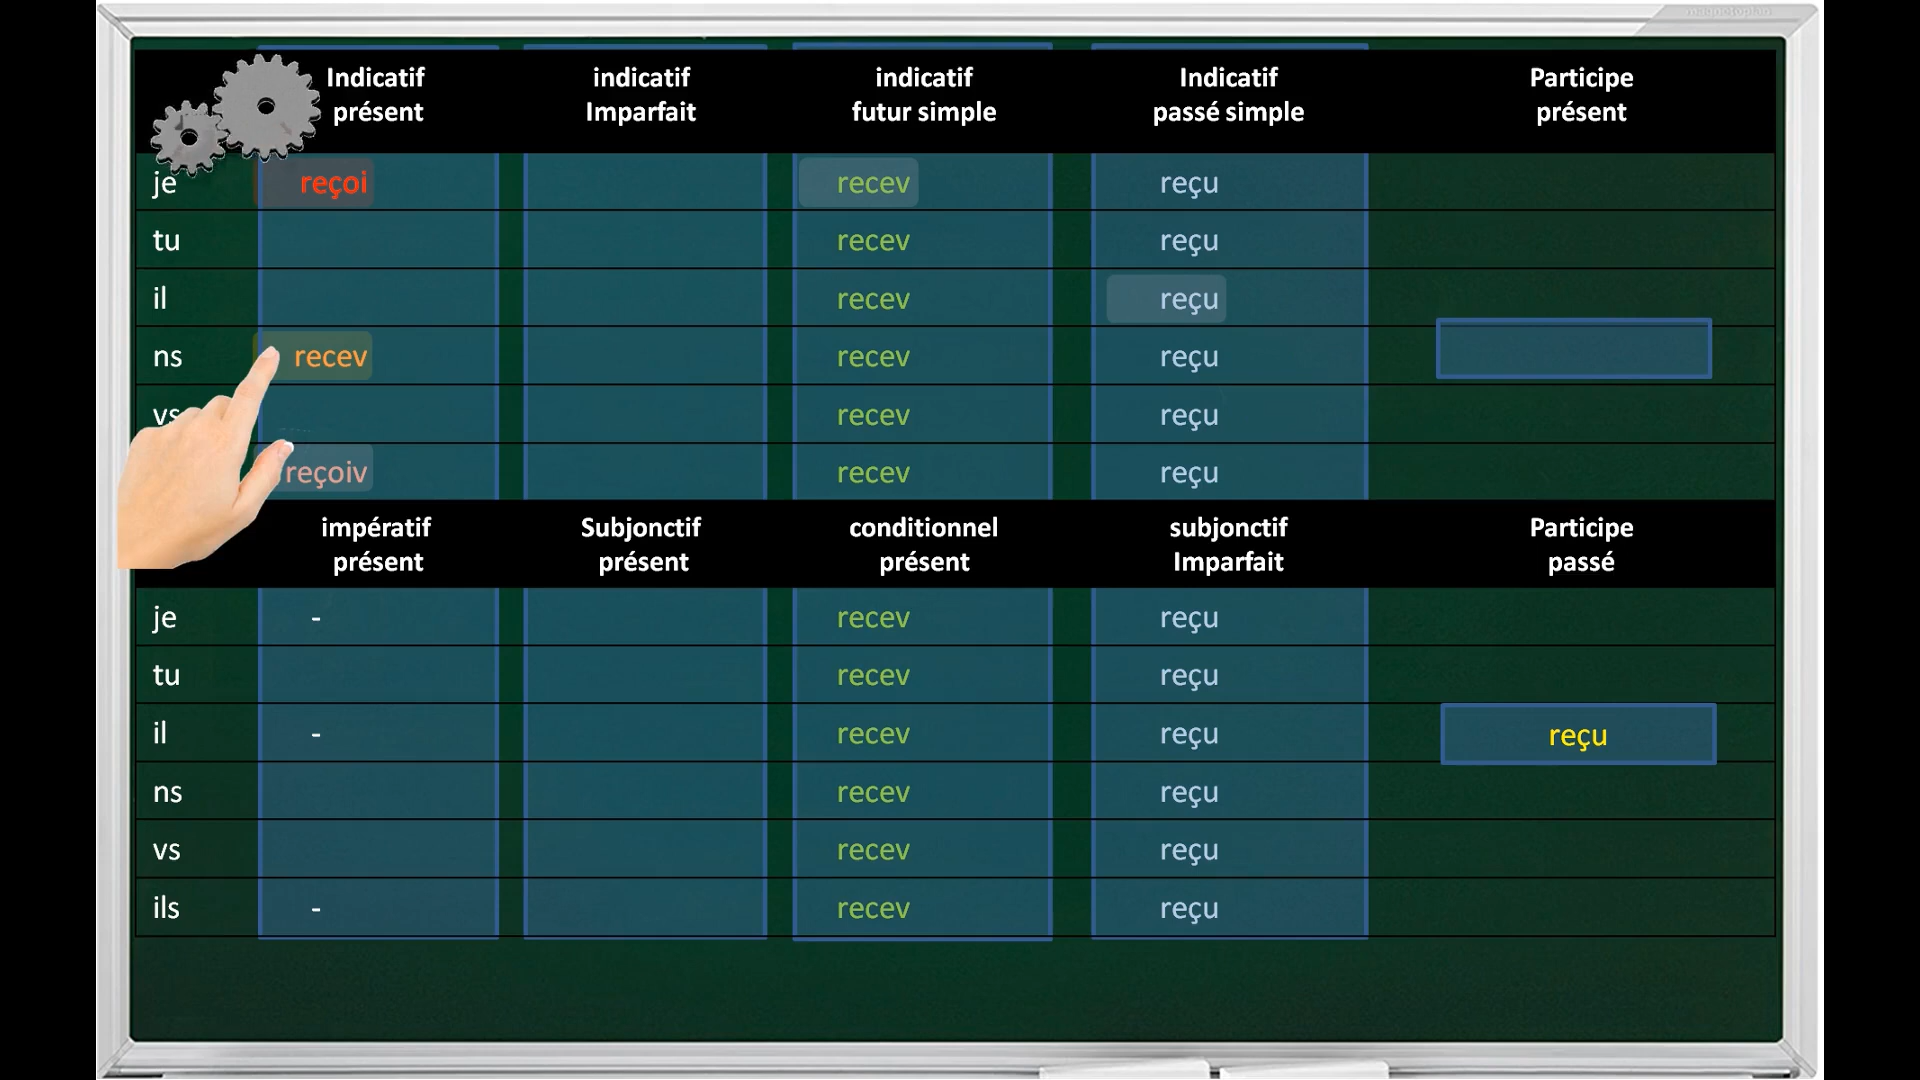 Indicatif indicatif indicatif Indicatif Participe
présent Imparfait futur simple passé simple présent
je reçoi recev reçu
tu recev reçu
il recev reçu
ns recev recev reçu
vs recev reçu
reçoiv recev reçu
impératif Subjonctif conditionnel subjonctif Participe
présent présent présent Imparfait passé
je - recev reçu
tu recev reçu
il - recev reçu reçu
ns recev reçu
vs recev reçu
ils - recev reçu